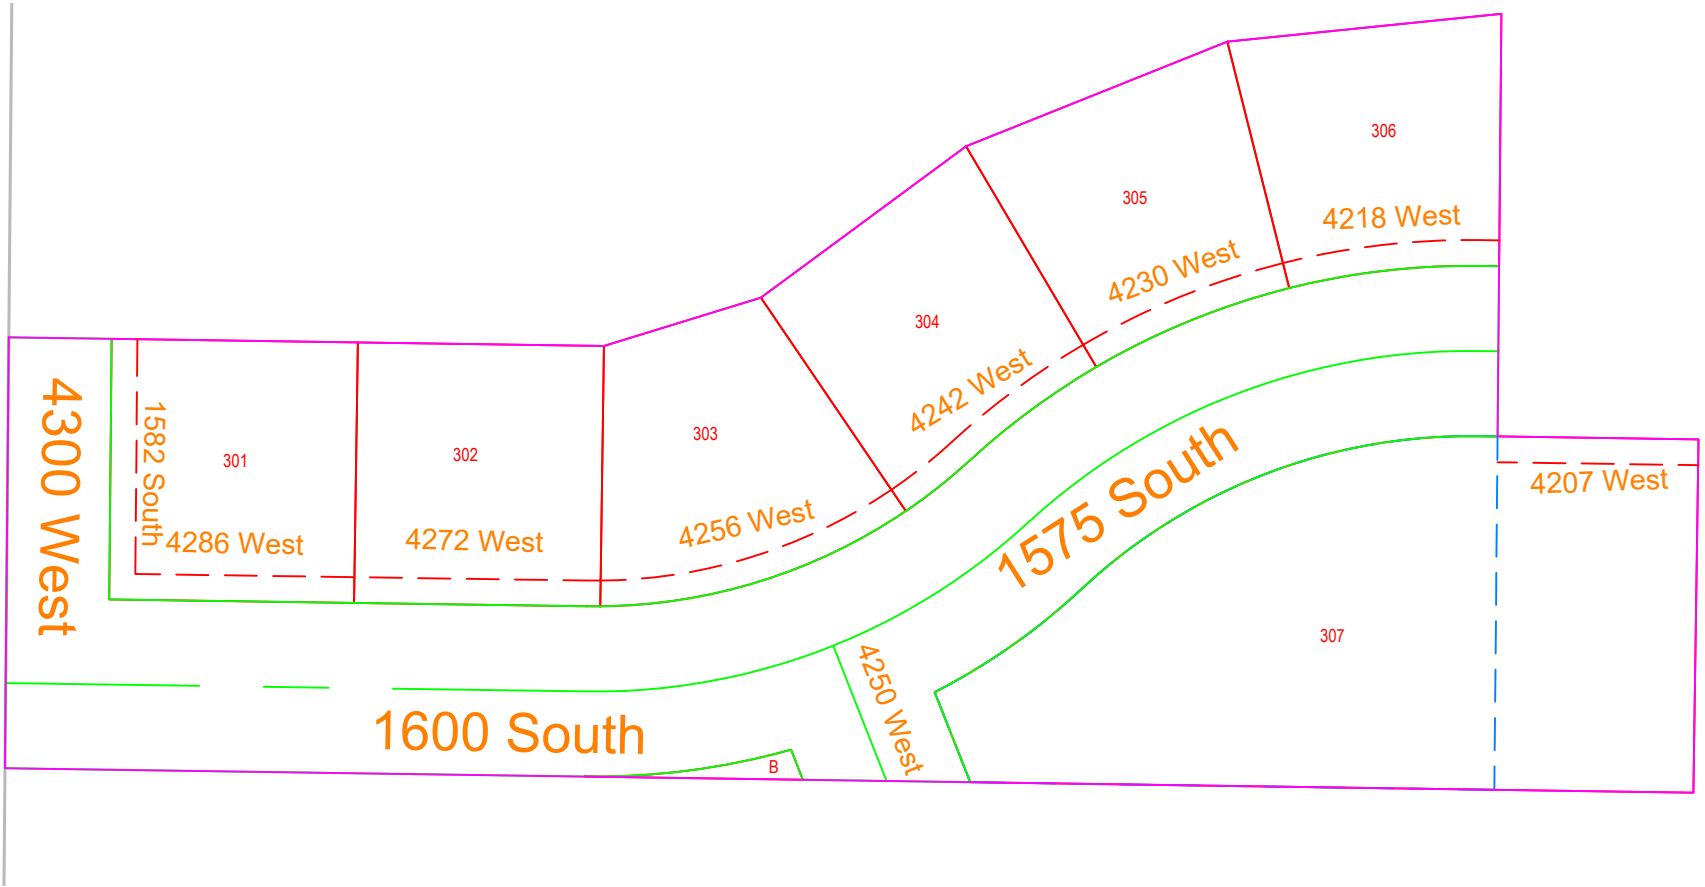 306
305
4218 West
4230 West
304
4242 West
303
302
301
1582 South
4300 West
4256 West
4286 West
4272 West
1575 South
4207 West
307
4250 West
1600 South
B